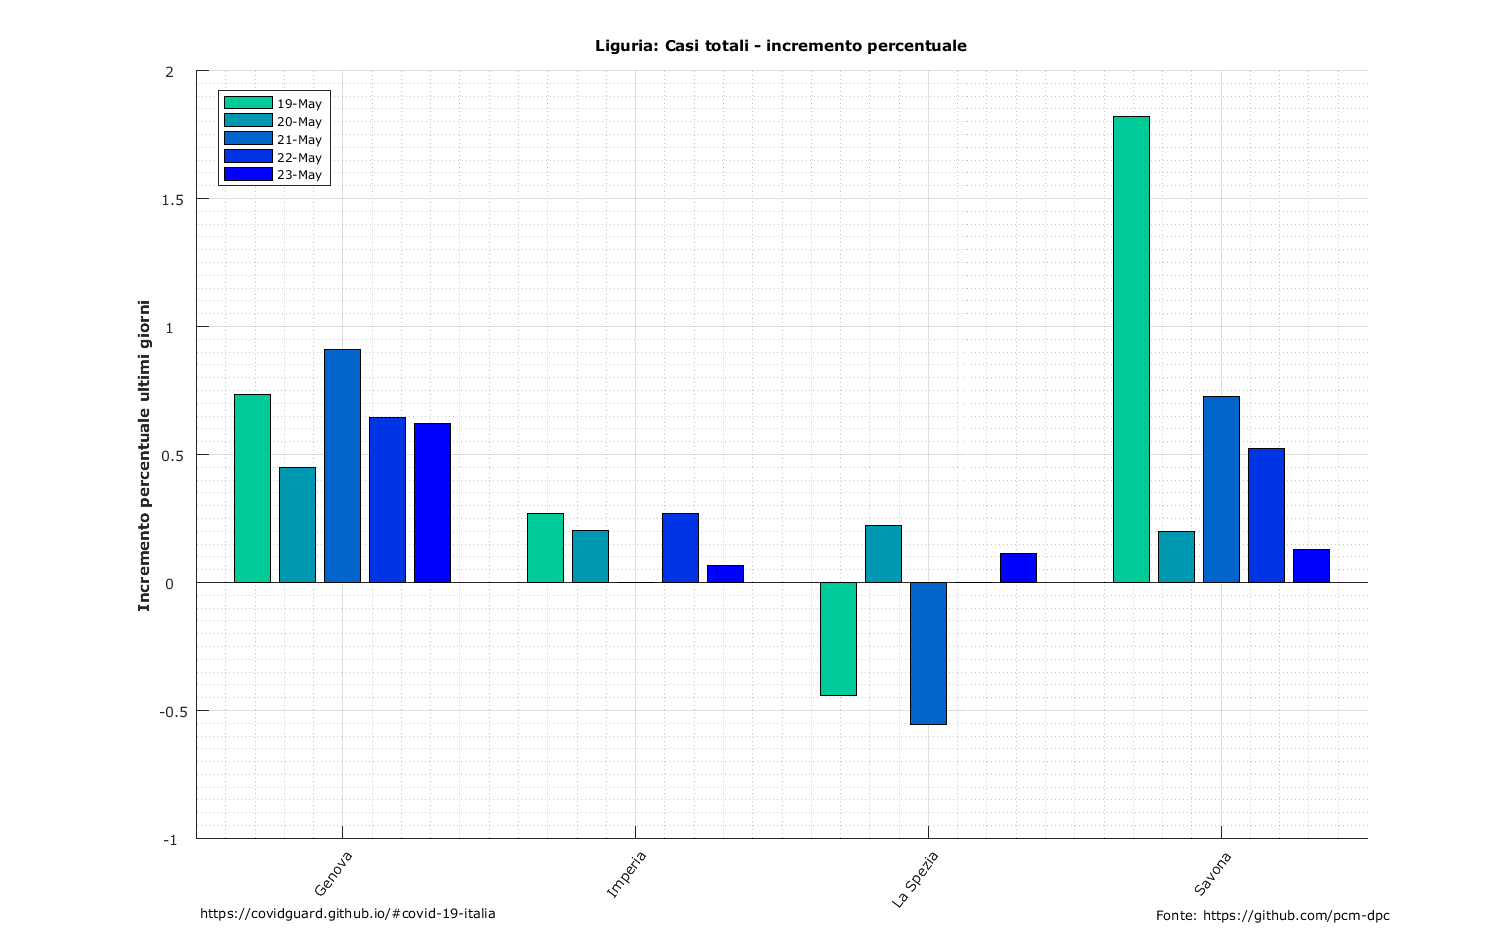 Liguria: Casi totali - incremento percentuale
2
1.5
1
0.5
0
-0.5
-1
Incremento percentuale ultimi giorni
19-May
20-May
21-May
22-May
23-May
Genova
Imperia
La Spezia
Savona
https://covidguard.github.io/#covid-19-italia
Fonte: https://github.com/pcm-dpc